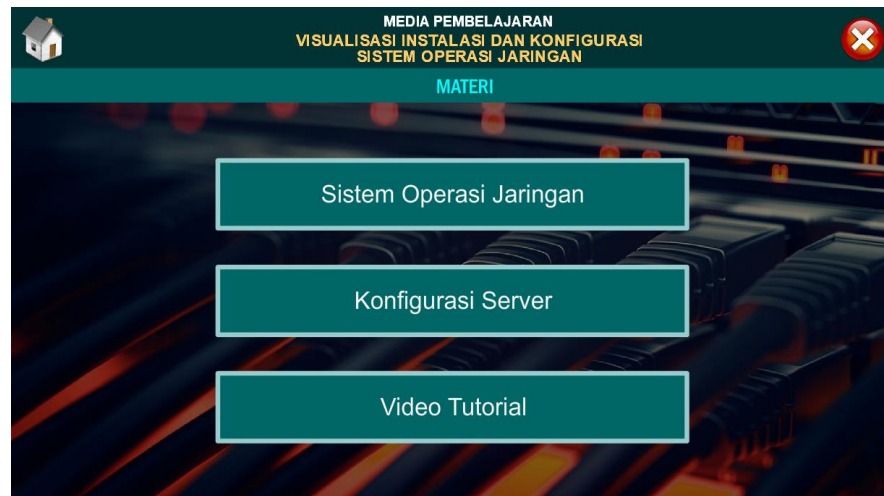 MEDIA PEMBELAJARAN
VISUALISASI INSTALASI DAN KONFIGURASI
SISTEM OPERASI JARINGAN
MATERI
Sistem Operasi Jaringan
Konfigurasi Server
Video Tutorial